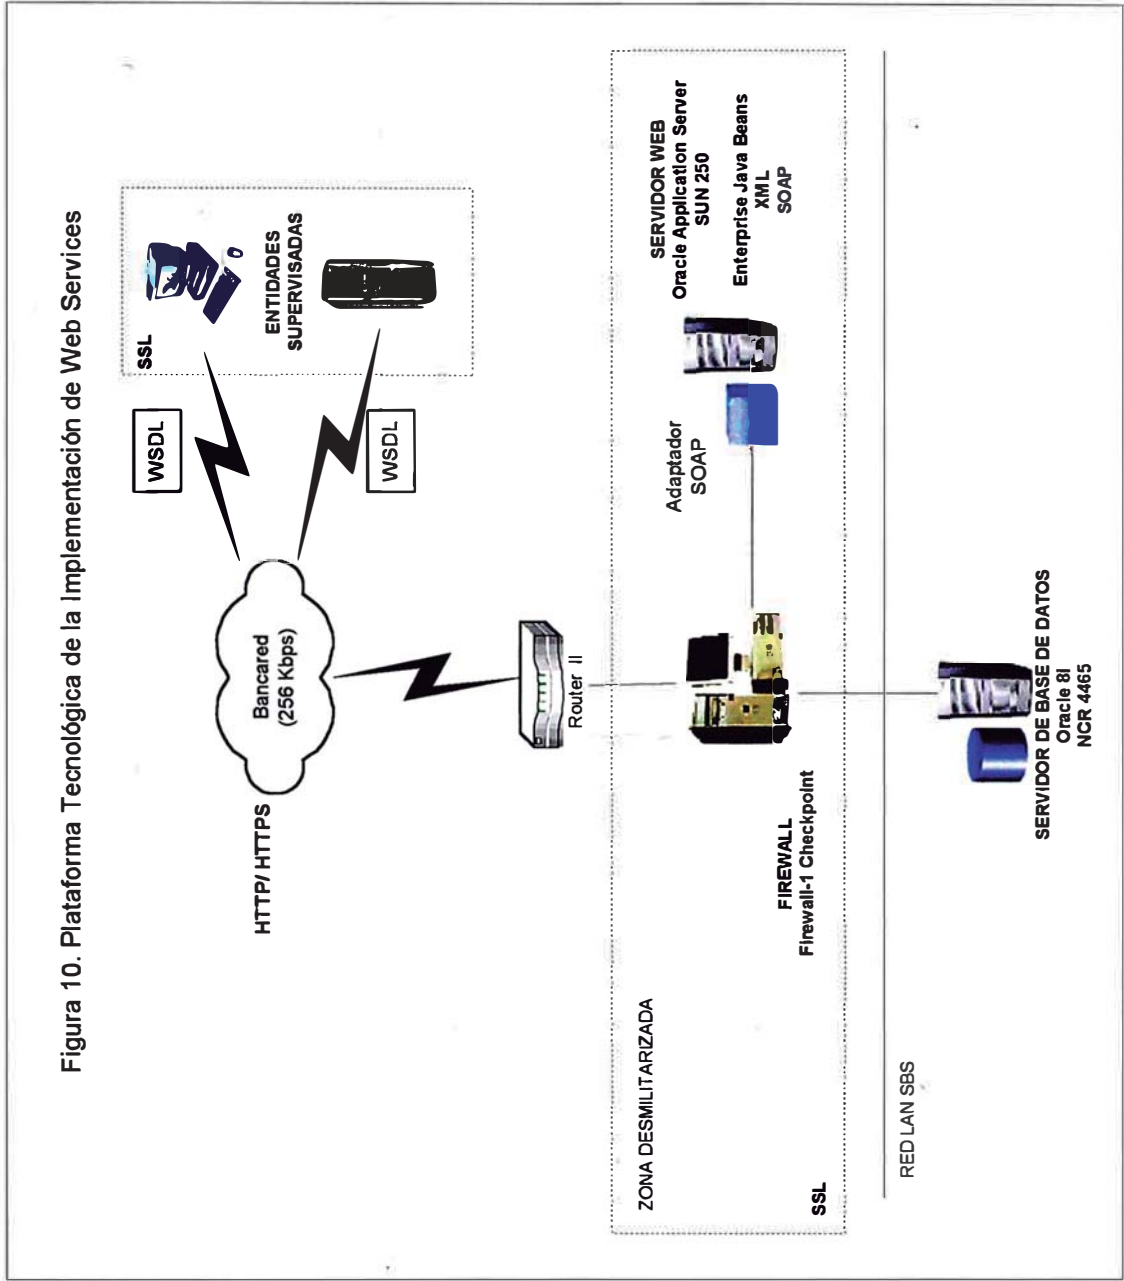 Figura 10. Plataforma Tecnológica de la Implementación de Web Services
SSL
ENTIDADES
SUPERVISADAS
WSDL
WSDL
HTTP/ HTTPS
Bancared
(256 Kbps)
Router II
ZONA DESMILITARIZADA
SSL
FIREWALL
Firewall-1 Checkpoint
Adaptador
SOAP
SERVIDOR WEB
Oracle Application Server
SUN 250
Enterprise Java Beans
XML
SOAP
RED LAN SBS
SERVIDOR DE BASE DE DATOS
Oracle 8i
NCR 4465